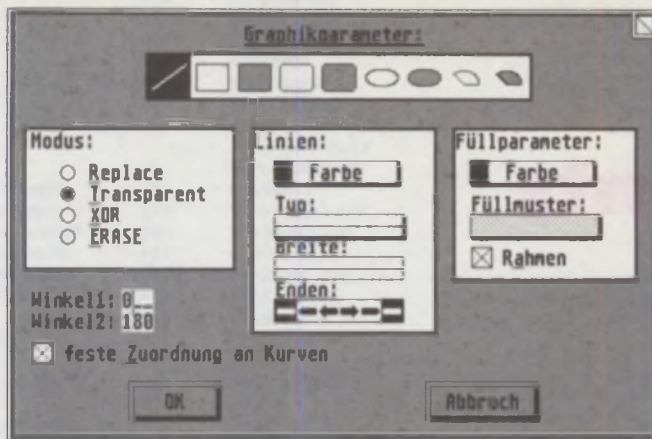 Graphikparameter:
Modus:
Replace
Transparent
XOR
ERASE
Linien:
Farbe
Typ:
Breite:
Enden:
Füllparameter:
Farbe
Füllmuster:
Rahmen
Winkel1: 0__
Winkel2: 180
feste Zuordnung an Kurven
OK
Abbruch